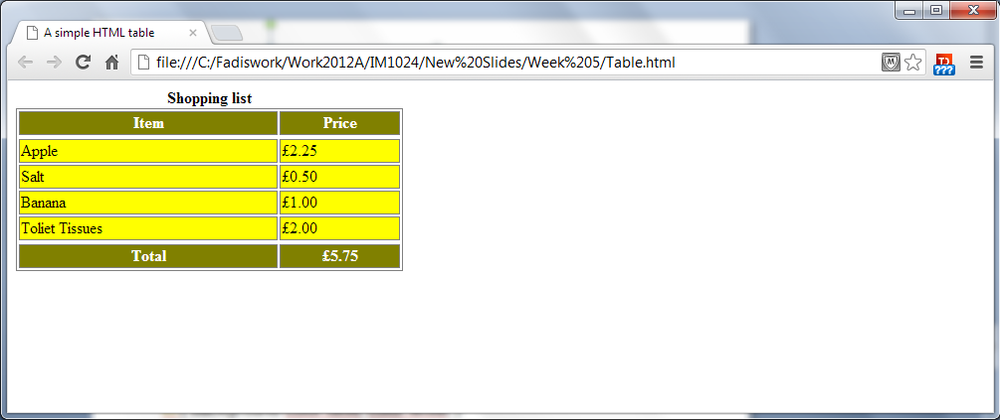 A simple HTML table
file:///C:/Fadiswork/Work2012A/IM1024/New%20Slides/Week%205/Table.html
???
Shopping list
Item Price
Apple £2.25
Salt £0.50
Banana £1.00
Toliet Tissues £2.00
Total £5.75